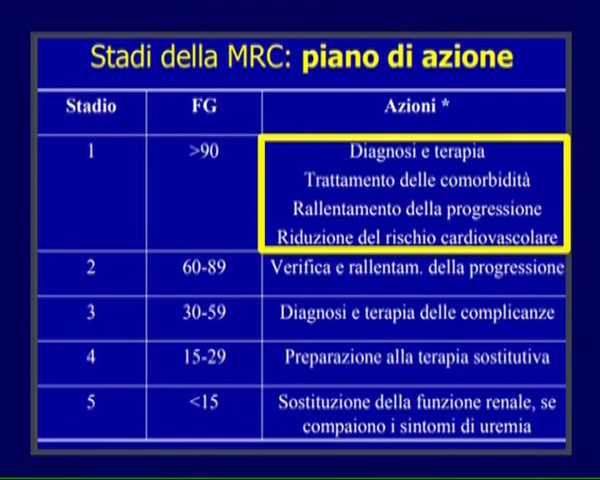 Stadi della MRC: piano di azione
Stadio FG Azioni *
1 >90 Diagnosi e terapia
Trattamento delle comorbidità
Rallentamento della progressione
Riduzione del rischio cardiovascolare
2 60-89 Verifica e rallentam. della progressione
3 30-59 Diagnosi e terapia delle complicanze
4 15-29 Preparazione alla terapia sostitutiva
5 <15 Sostituzione della funzione renale, se
compaiono i sintomi di uremia